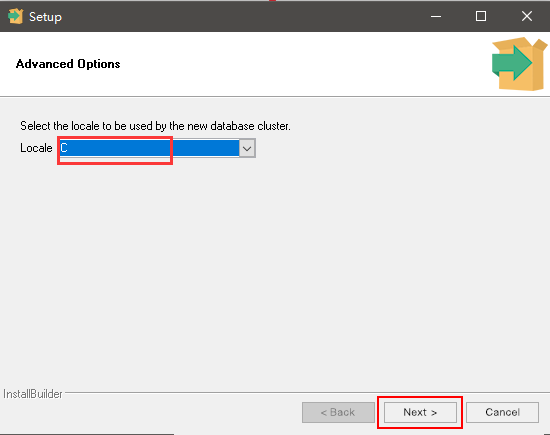 Setup
Advanced Options
Select the locale to be used by the new database cluster.
Locale C
InstallBuilder
< Back Next > Cancel